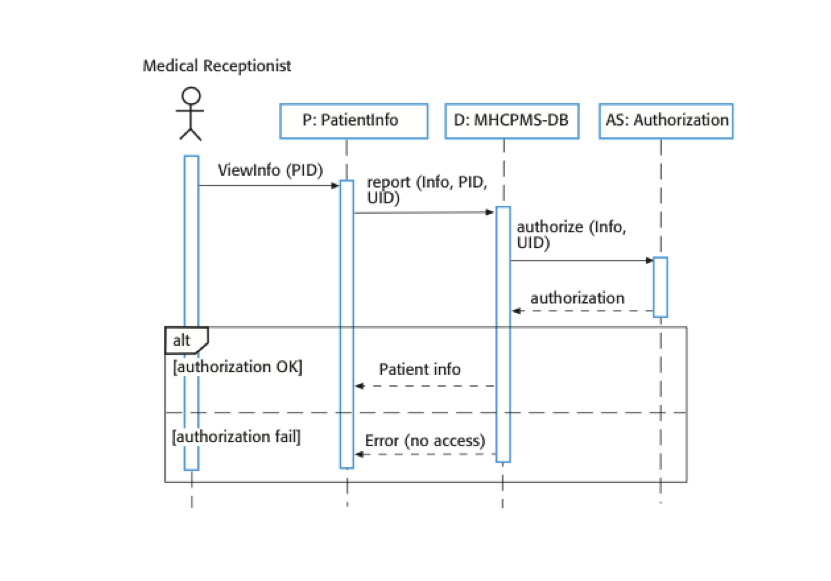 Medical Receptionist
P: PatientInfo
D: MHCPMS-DB
AS: Authorization
ViewInfo (PID)
report (Info, PID,
UID)
authorize (Info,
UID)
authorization
alt
[authorization OK]
Patient info
[authorization fail]
Error (no access)